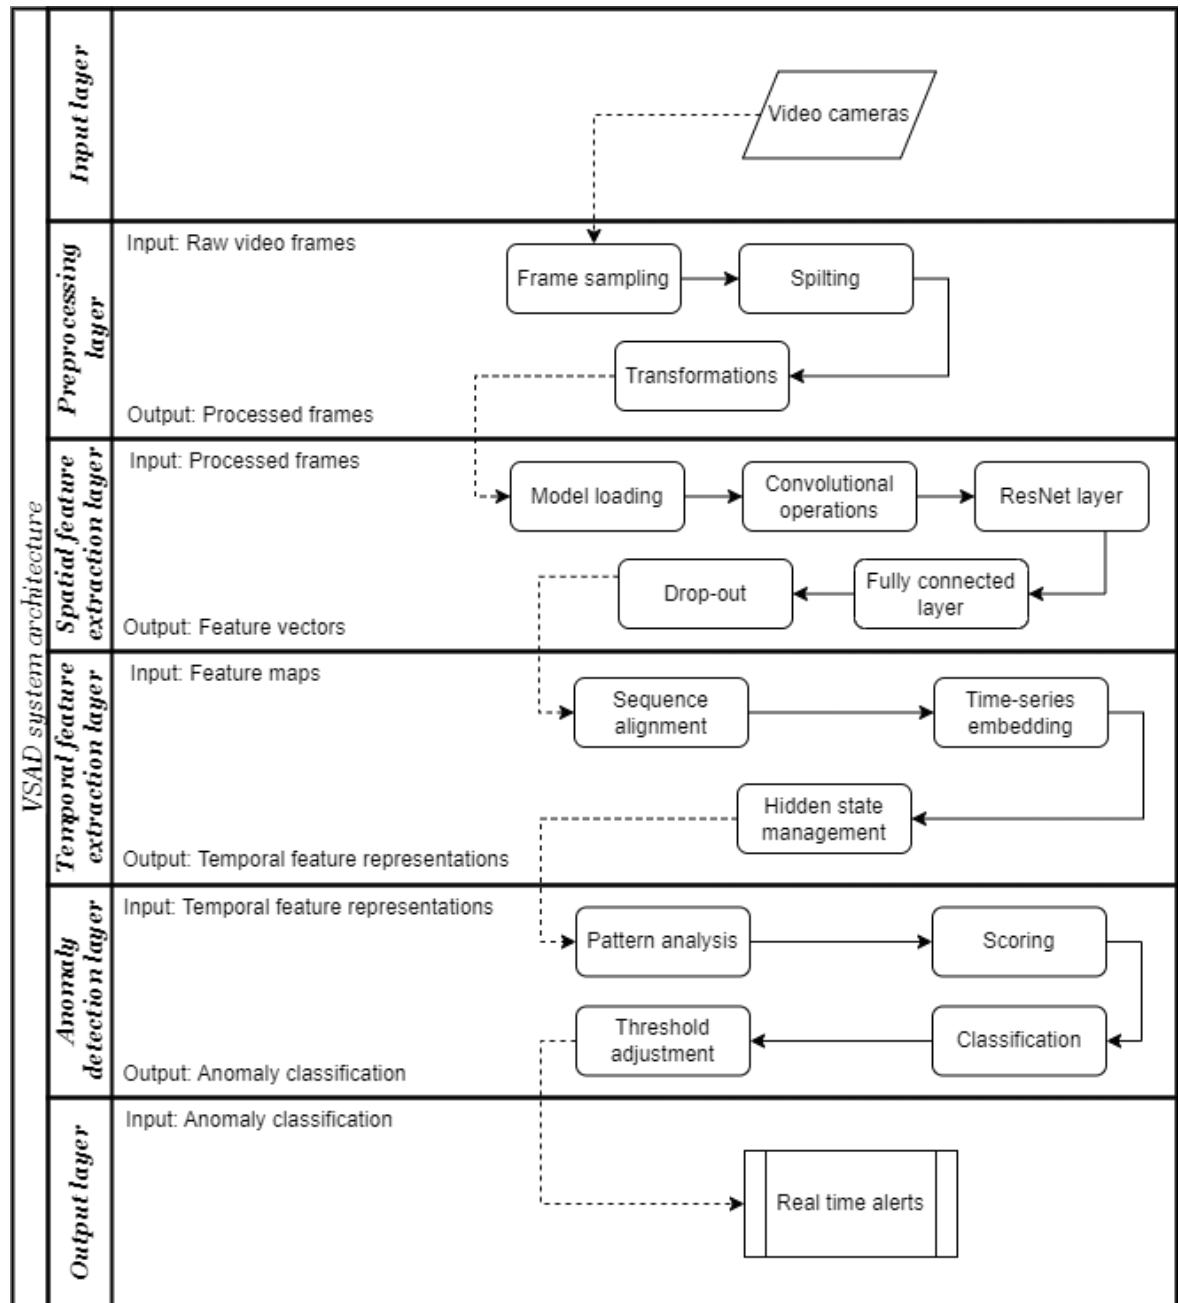 VSAD system architecture
Input layer
Video cameras
Preprocessing
layer
Input: Raw video frames
Frame sampling
Spilting
Transformations
Output: Processed frames
Spatial feature
extraction layer
Input: Processed frames
Model loading
Convolutional
operations
ResNet layer
Fully connected
layer
Drop-out
Output: Feature vectors
Temporal feature
extraction layer
Input: Feature maps
Sequence
alignment
Time-series
embedding
Hidden state
management
Output: Temporal feature representations
Anomaly
detection layer
Input: Temporal feature representations
Pattern analysis
Scoring
Classification
Threshold
adjustment
Output: Anomaly classification
Output layer
Input: Anomaly classification
Real time alerts